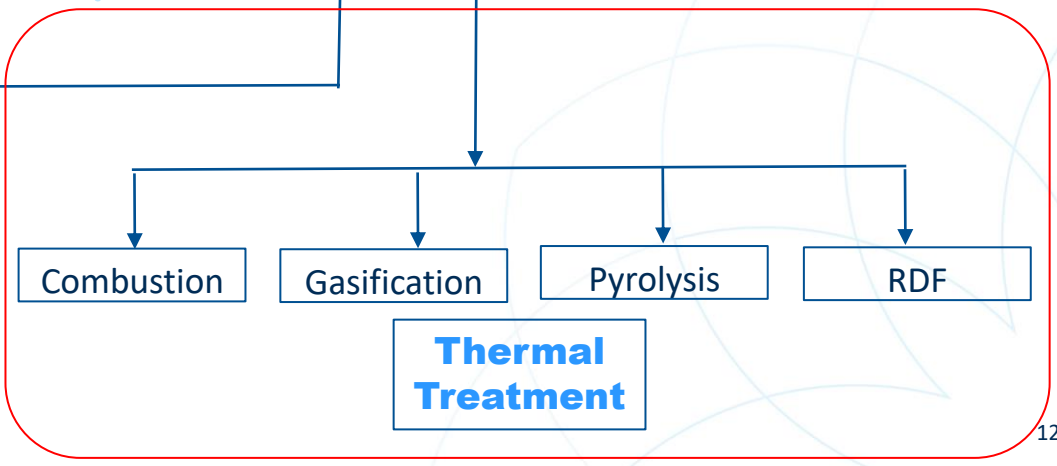 Combustion
Gasification
Pyrolysis
RDF
Thermal
Treatment
12